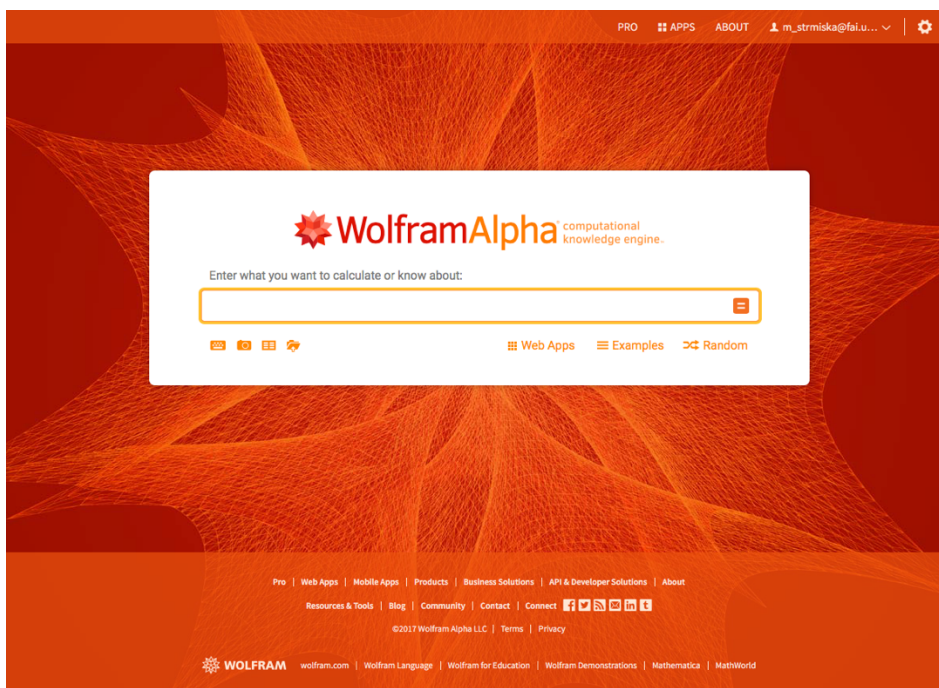 PRO APPS ABOUT m_strmiska@fai.u...
WolframAlpha computational
knowledge engine.
Enter what you want to calculate or know about:
=
Web Apps Examples Random
Pro | Web Apps | Mobile Apps | Products | Business Solutions | API & Developer Solutions | About
Resources & Tools | Blog | Community | Contact | Connect
©2017 Wolfram Alpha LLC | Terms | Privacy
WOLFRAM wolfram.com | Wolfram Language | Wolfram for Education | Wolfram Demonstrations | Mathematica | MathWorld